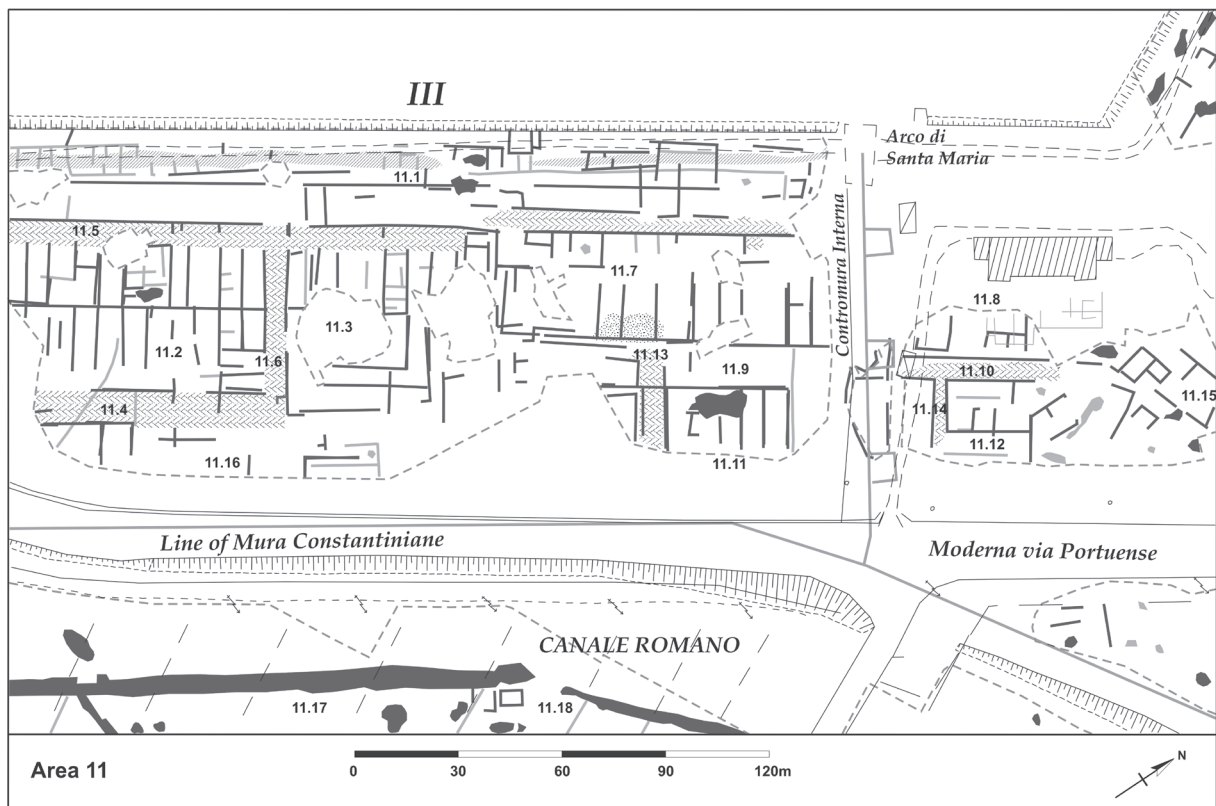 III
Arco di
Santa Maria
11.1
Contromura Interna
11.5
11.7
11.8
11.3
11.2
11.6
11.13
11.9
11.10
11.15
11.4
11.14
11.12
11.16
11.11
Line of Mura Constantiniane
Moderna via Portuense
CANALE ROMANO
11.17
11.18
Area 11
0
30
60
90
120m
N